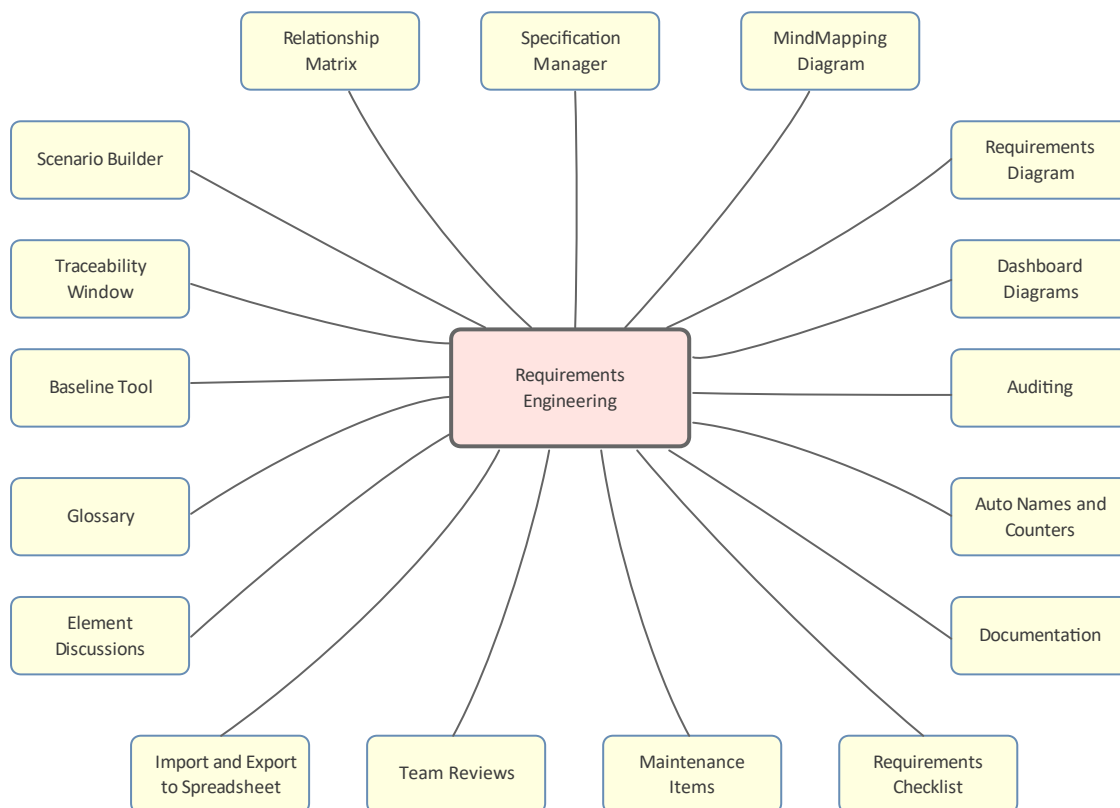 Relationship
Matrix
Specification
Manager
MindMapping
Diagram
Scenario Builder
Requirements
Diagram
Traceability
Window
Dashboard
Diagrams
Requirements
Engineering
Baseline Tool
Auditing
Glossary
Auto Names and
Counters
Element
Discussions
Documentation
Import and Export
to Spreadsheet
Team Reviews
Maintenance
Items
Requirements
Checklist